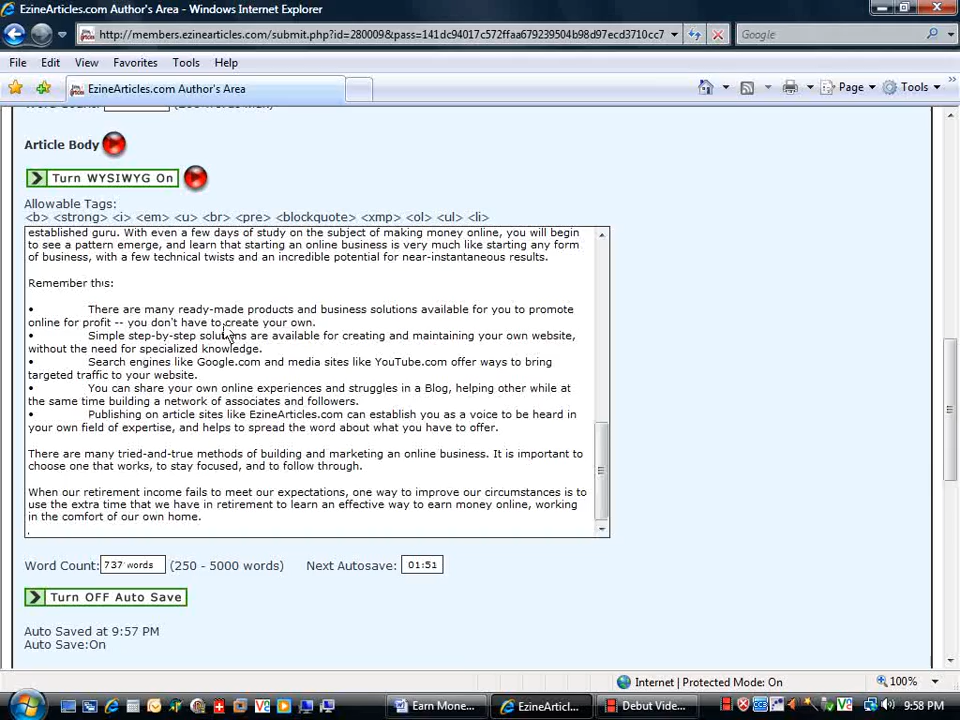 EzineArticles.com Author's Area - Windows Internet Explorer
http://members.ezinearticles.com/submit.php?id=280009&pass=141dc94017c572ffaa679239504b98d97ecd3710cc7
Google
File Edit View Favorites Tools Help
EzineArticles.com Author's Area
Page Tools
Article Body
Turn WYSIWYG On
Allowable Tags:
<b> <strong> <i> <em> <u> <br> <pre> <blockquote> <xmp> <ol> <ul> <li>
established guru. With even a few days of study on the subject of making money online, you will begin
to see a pattern emerge, and learn that starting an online business is very much like starting any form
of business, with a few technical twists and an incredible potential for near-instantaneous results.
Remember this:
• There are many ready-made products and business solutions available for you to promote
online for profit -- you don't have to create your own.
• Simple step-by-step solutions are available for creating and maintaining your own website,
without the need for specialized knowledge.
• Search engines like Google.com and media sites like YouTube.com offer ways to bring
targeted traffic to your website.
• You can share your own online experiences and struggles in a Blog, helping other while at
the same time building a network of associates and followers.
• Publishing on article sites like EzineArticles.com can establish you as a voice to be heard in
your own field of expertise, and helps to spread the word about what you have to offer.
There are many tried-and-true methods of building and marketing an online business. It is important to
choose one that works, to stay focused, and to follow through.
When our retirement income fails to meet our expectations, one way to improve our circumstances is to
use the extra time that we have in retirement to learn an effective way to earn money online, working
in the comfort of our own home.
.
Word Count: 737 words (250 - 5000 words) Next Autosave: 01:51
Turn OFF Auto Save
Auto Saved at 9:57 PM
Auto Save:On
Internet | Protected Mode: On 100%
Earn Mone... EzineArticl... Debut Vide... 9:58 PM